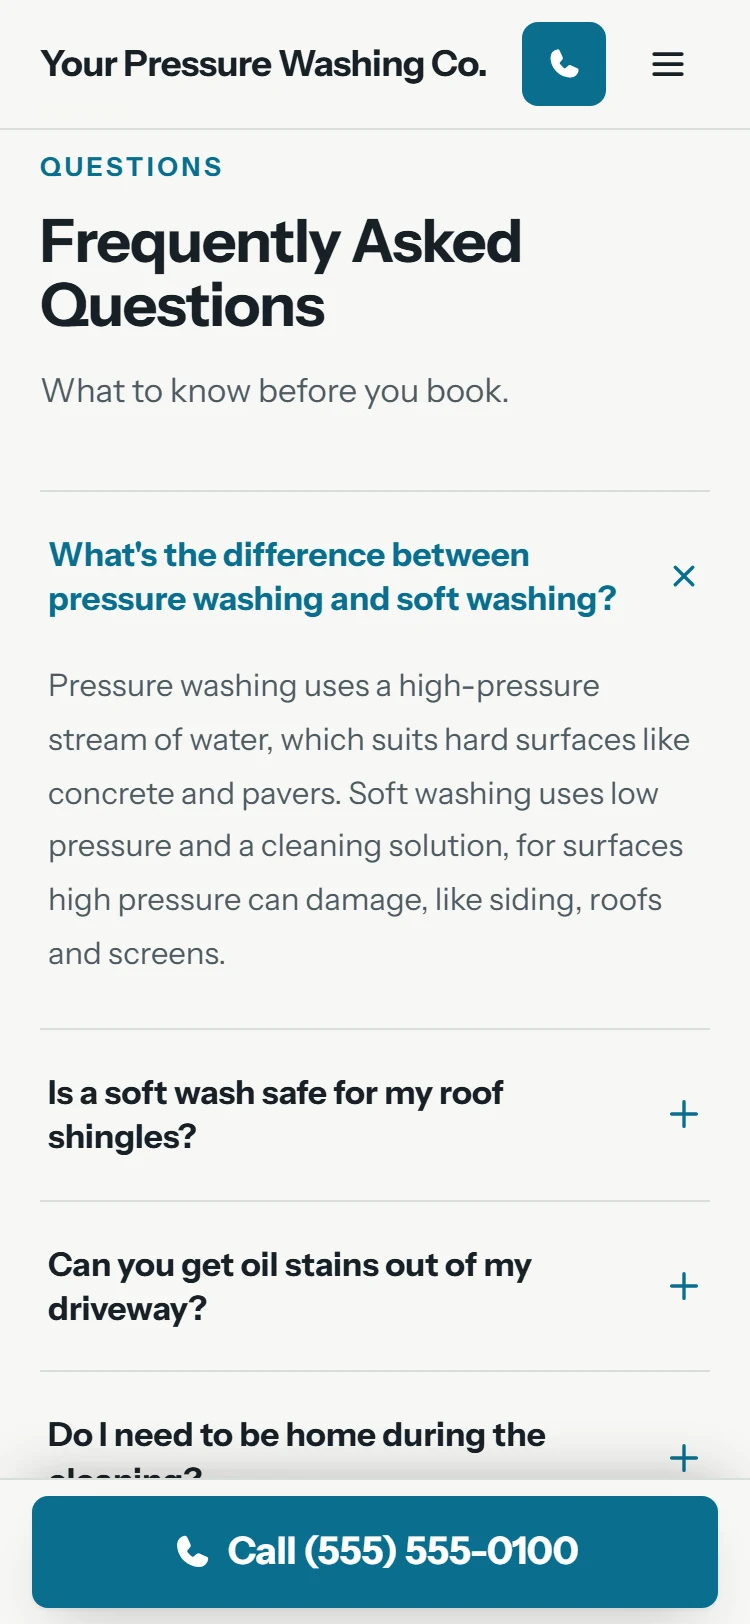 Your Pressure Washing Co.
QUESTIONS
Frequently Asked
Questions
What to know before you book.
What's the difference between
pressure washing and soft washing?
Pressure washing uses a high-pressure
stream of water, which suits hard surfaces like
concrete and pavers. Soft washing uses low
pressure and a cleaning solution, for surfaces
high pressure can damage, like siding, roofs
and screens.
Is a soft wash safe for my roof
shingles?
Can you get oil stains out of my
driveway?
Do I need to be home during the
cleaning?
Call (555) 555-0100